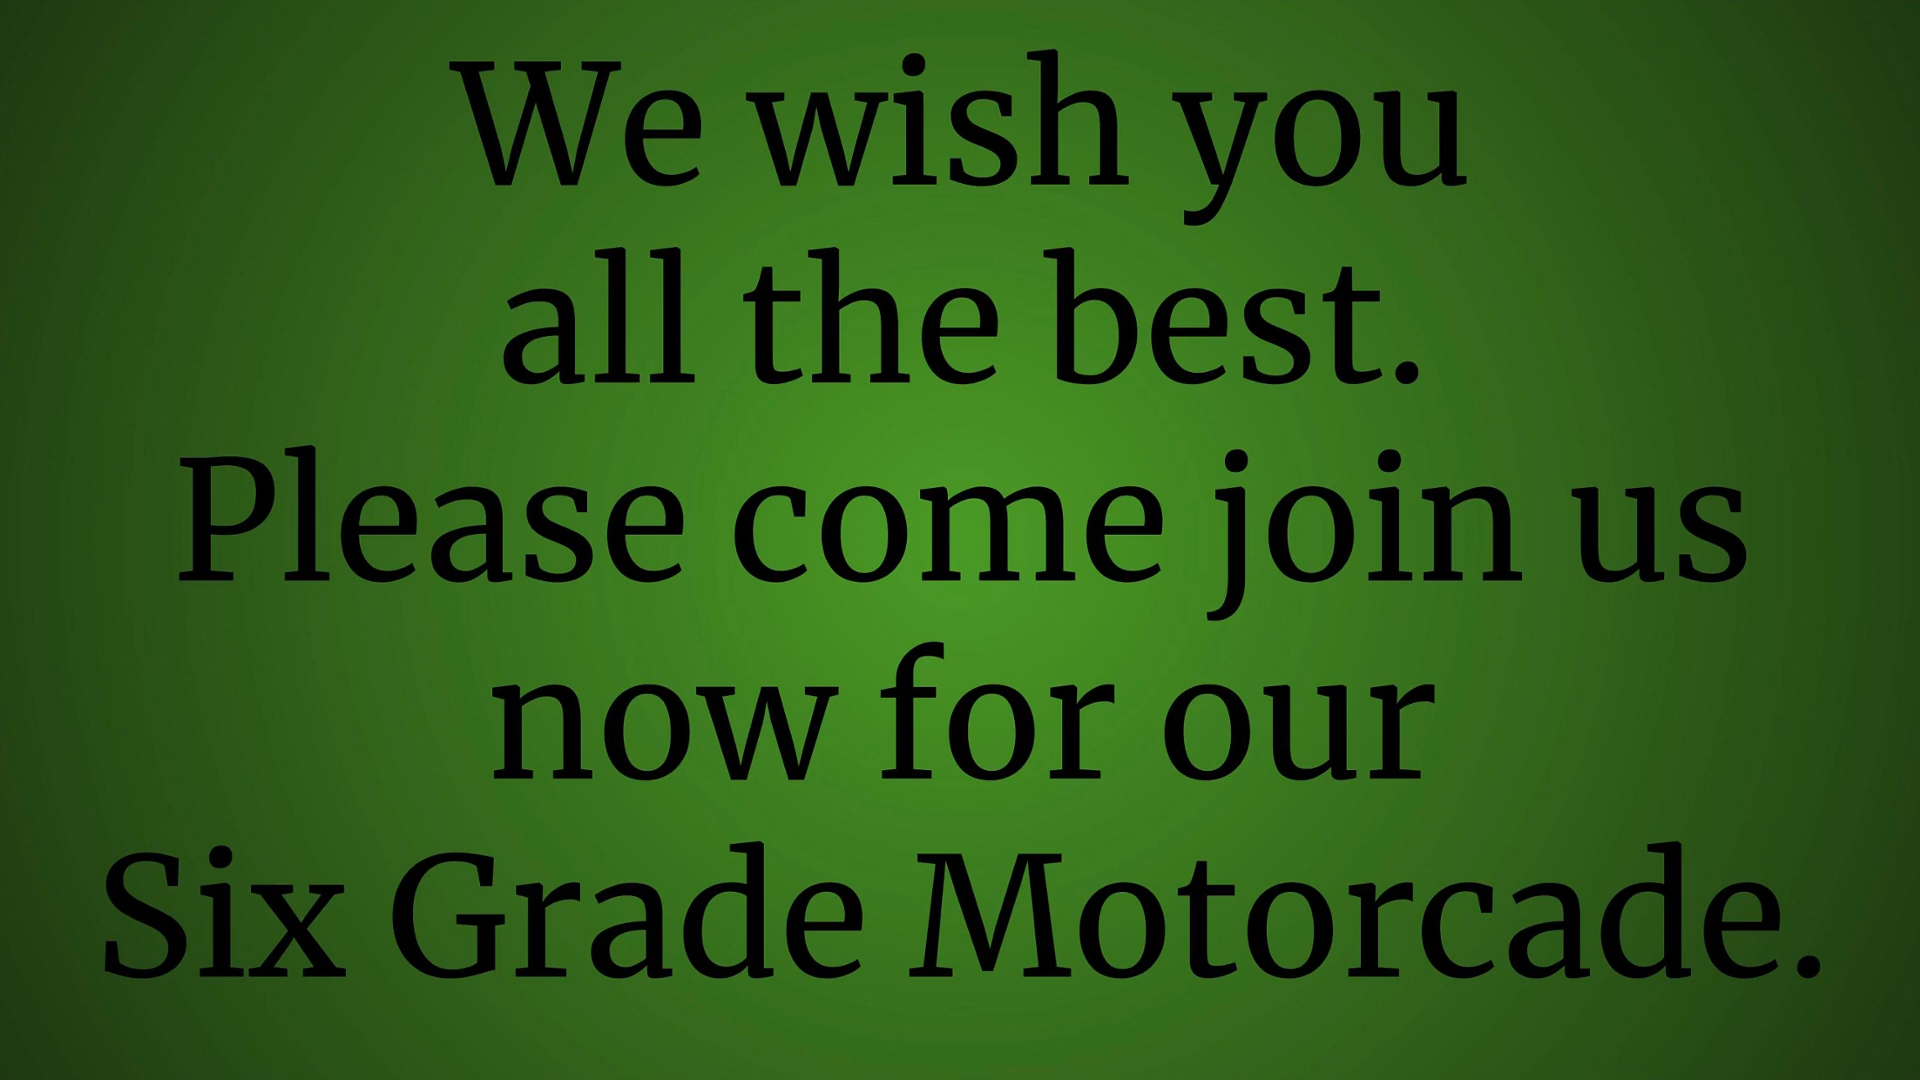 We wish you
all the best.
Please come join us
now for our
Six Grade Motorcade.